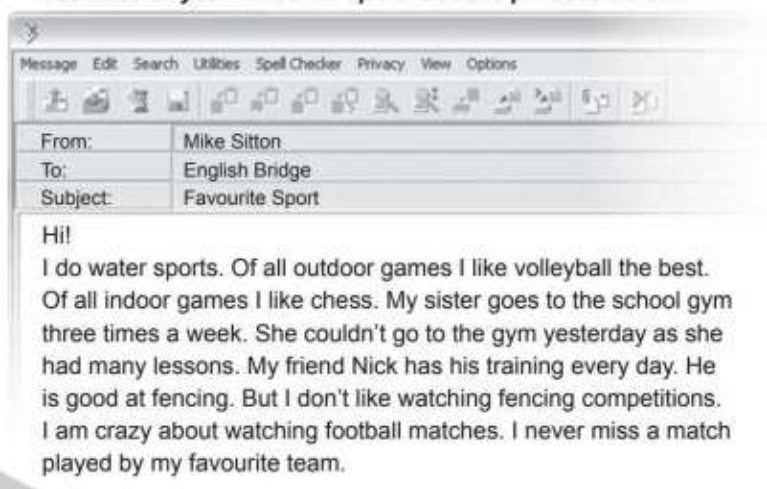 Message Edit Search Utilities Spell Checker Privacy View Options
From: Mike Sitton
To: English Bridge
Subject: Favourite Sport
Hi!
I do water sports. Of all outdoor games I like volleyball the best.
Of all indoor games I like chess. My sister goes to the school gym
three times a week. She couldn't go to the gym yesterday as she
had many lessons. My friend Nick has his training every day. He
is good at fencing. But I don't like watching fencing competitions.
I am crazy about watching football matches. I never miss a match
played by my favourite team.